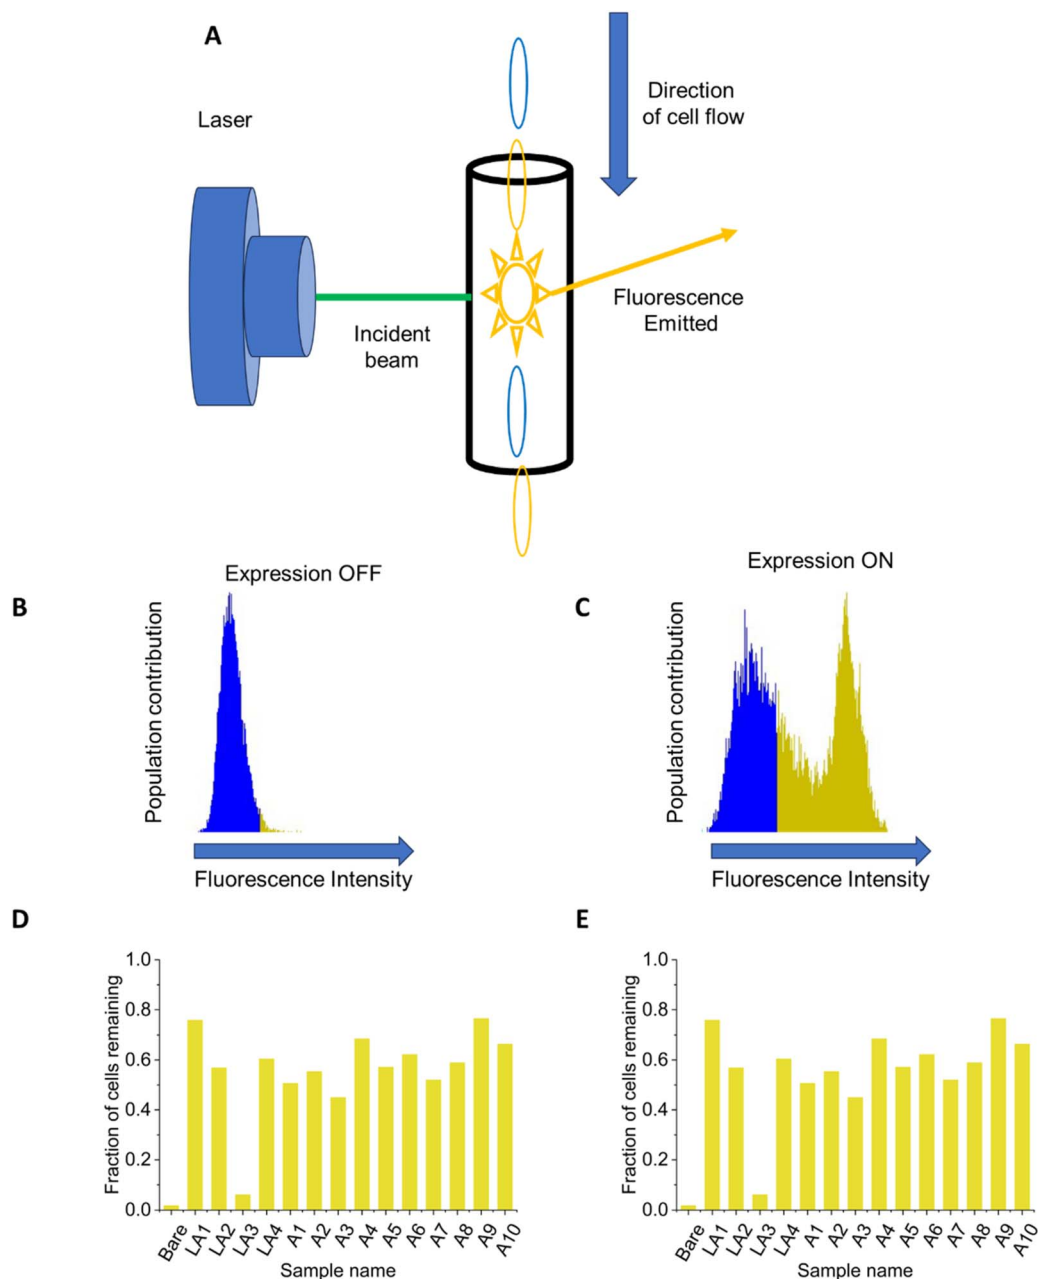 A
Laser
Direction
of cell flow
Incident
beam
Fluorescence
Emitted
B
Expression OFF
Population contribution
Fluorescence Intensity
C
Expression ON
Population contribution
Fluorescence Intensity
D
Fraction of cells remaining
1.0
0.8
0.6
0.4
0.2
0.0
Bare LA1 LA2 LA3 LA4 A1 A2 A3 A4 A5 A6 A7 A8 A9 A10
Sample name
E
Fraction of cells remaining
1.0
0.8
0.6
0.4
0.2
0.0
Bare LA1 LA2 LA3 LA4 A1 A2 A3 A4 A5 A6 A7 A8 A9 A10
Sample name